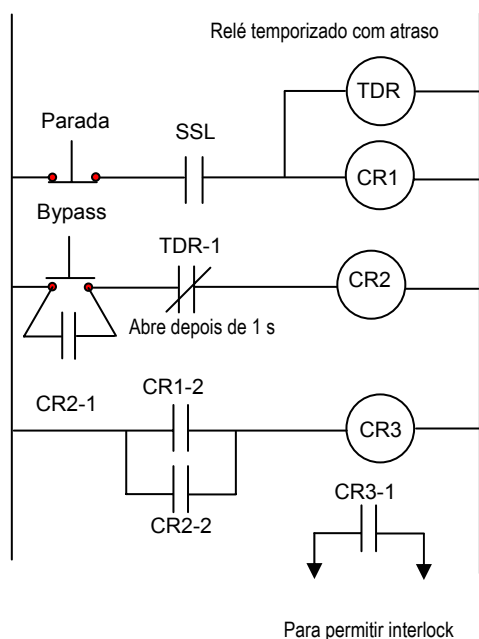 Relé temporizado com atraso
TDR
Parada
SSL
CR1
Bypass
TDR-1
CR2
Abre depois de 1 s
CR2-1
CR1-2
CR3
CR2-2
CR3-1
Para permitir interlock